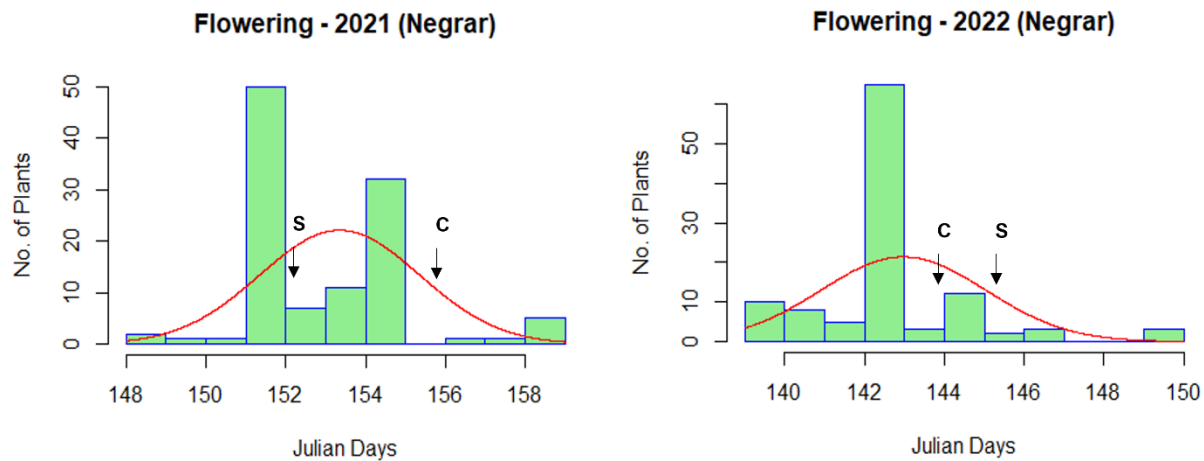 Flowering - 2021 (Negrar)
No. of Plants
50
40
30
20
10
0
S
C
148 150 152 154 156 158
Julian Days
Flowering - 2022 (Negrar)
No. of Plants
50
30
10
0
C
S
140 142 144 146 148 150
Julian Days